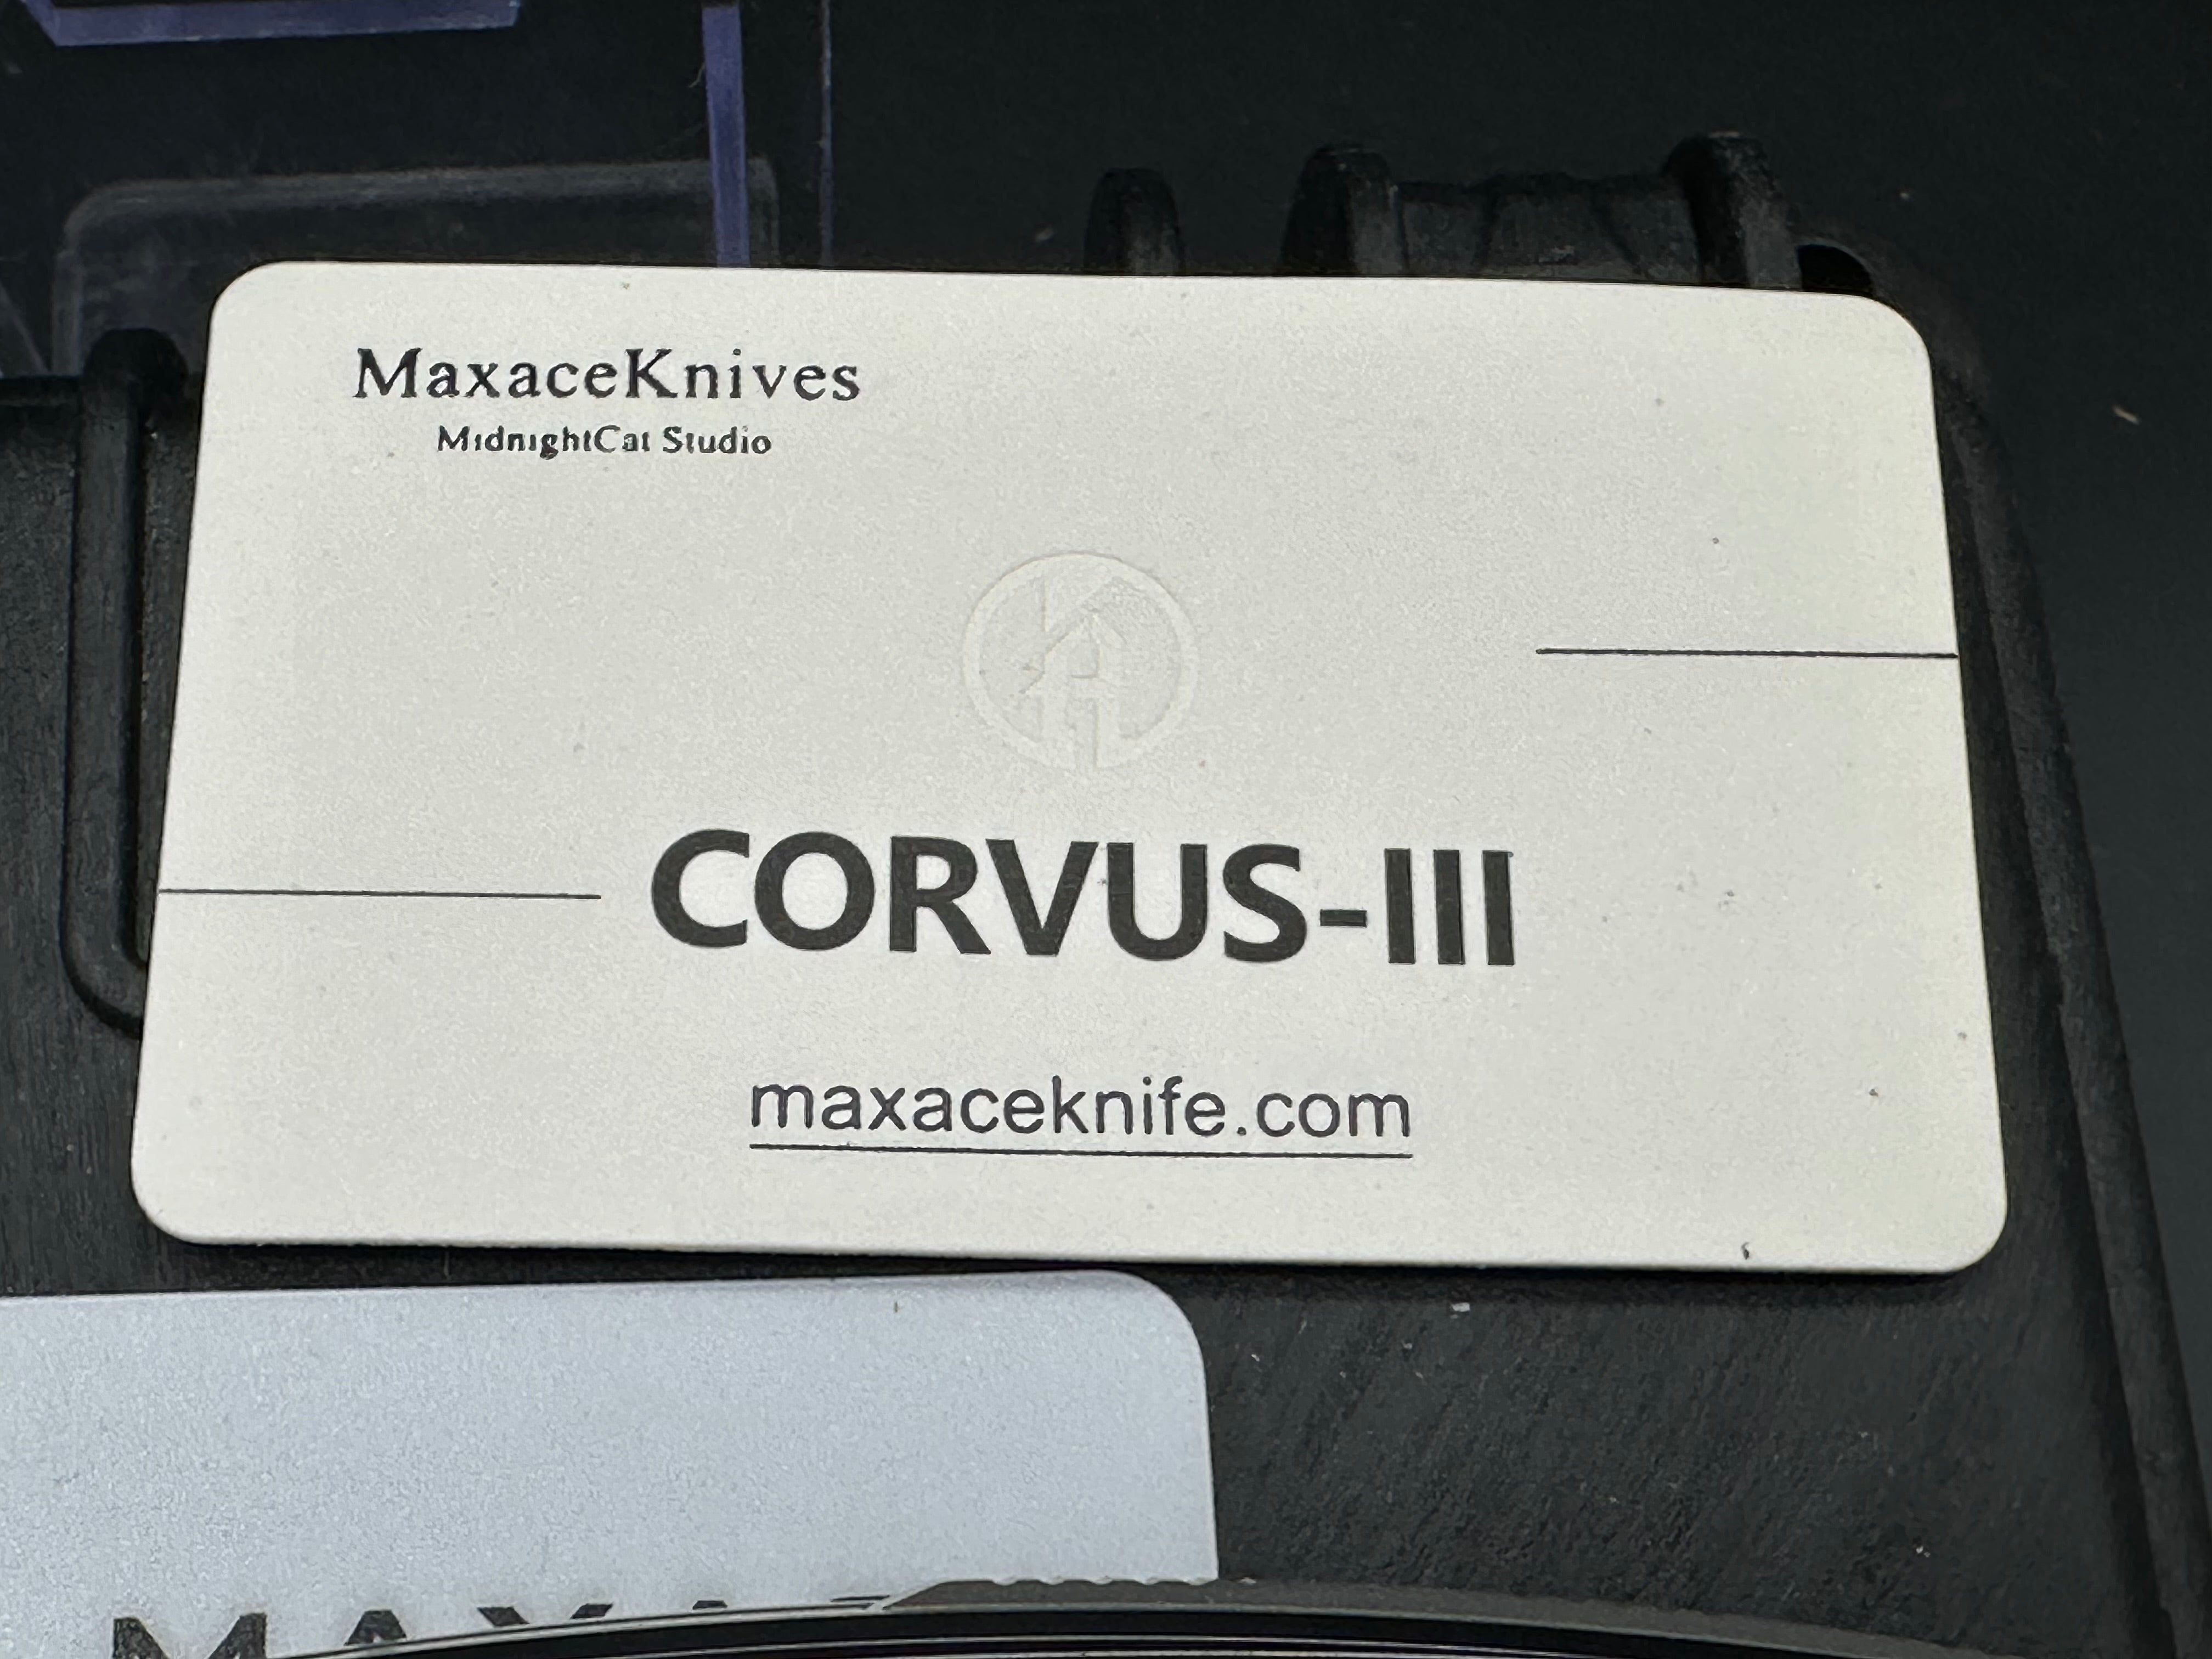 MaxaceKnives
MidnightCat Studio
CORVUS-III
maxaceknife.com